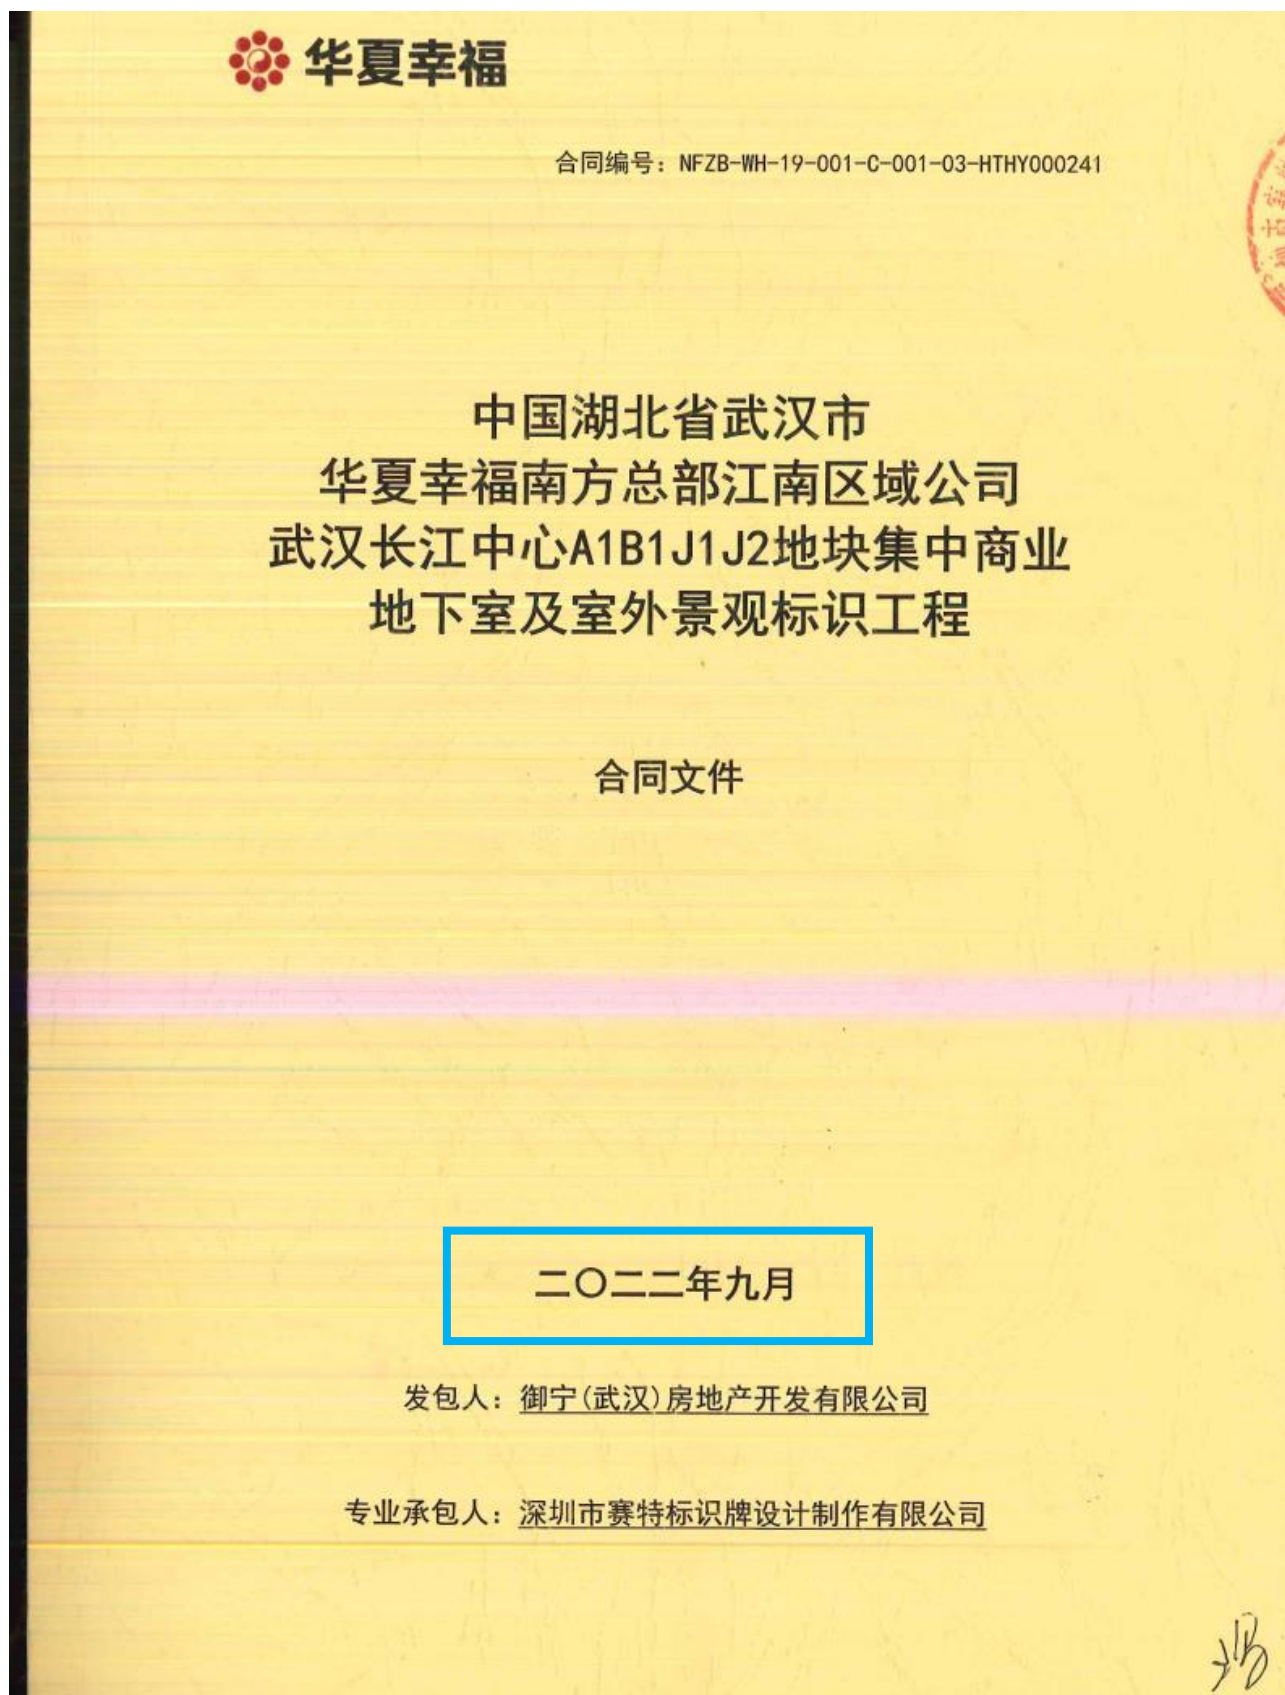 华夏幸福
合同编号：NFZB-WH-19-001-C-001-03-HTHY000241
中国湖北省武汉市
华夏幸福南方总部江南区域公司
武汉长江中心A1B1J1J2地块集中商业
地下室及室外景观标识工程
合同文件
二〇二二年九月
发包人：御宁(武汉)房地产开发有限公司
专业承包人：深圳市赛特标识牌设计制作有限公司